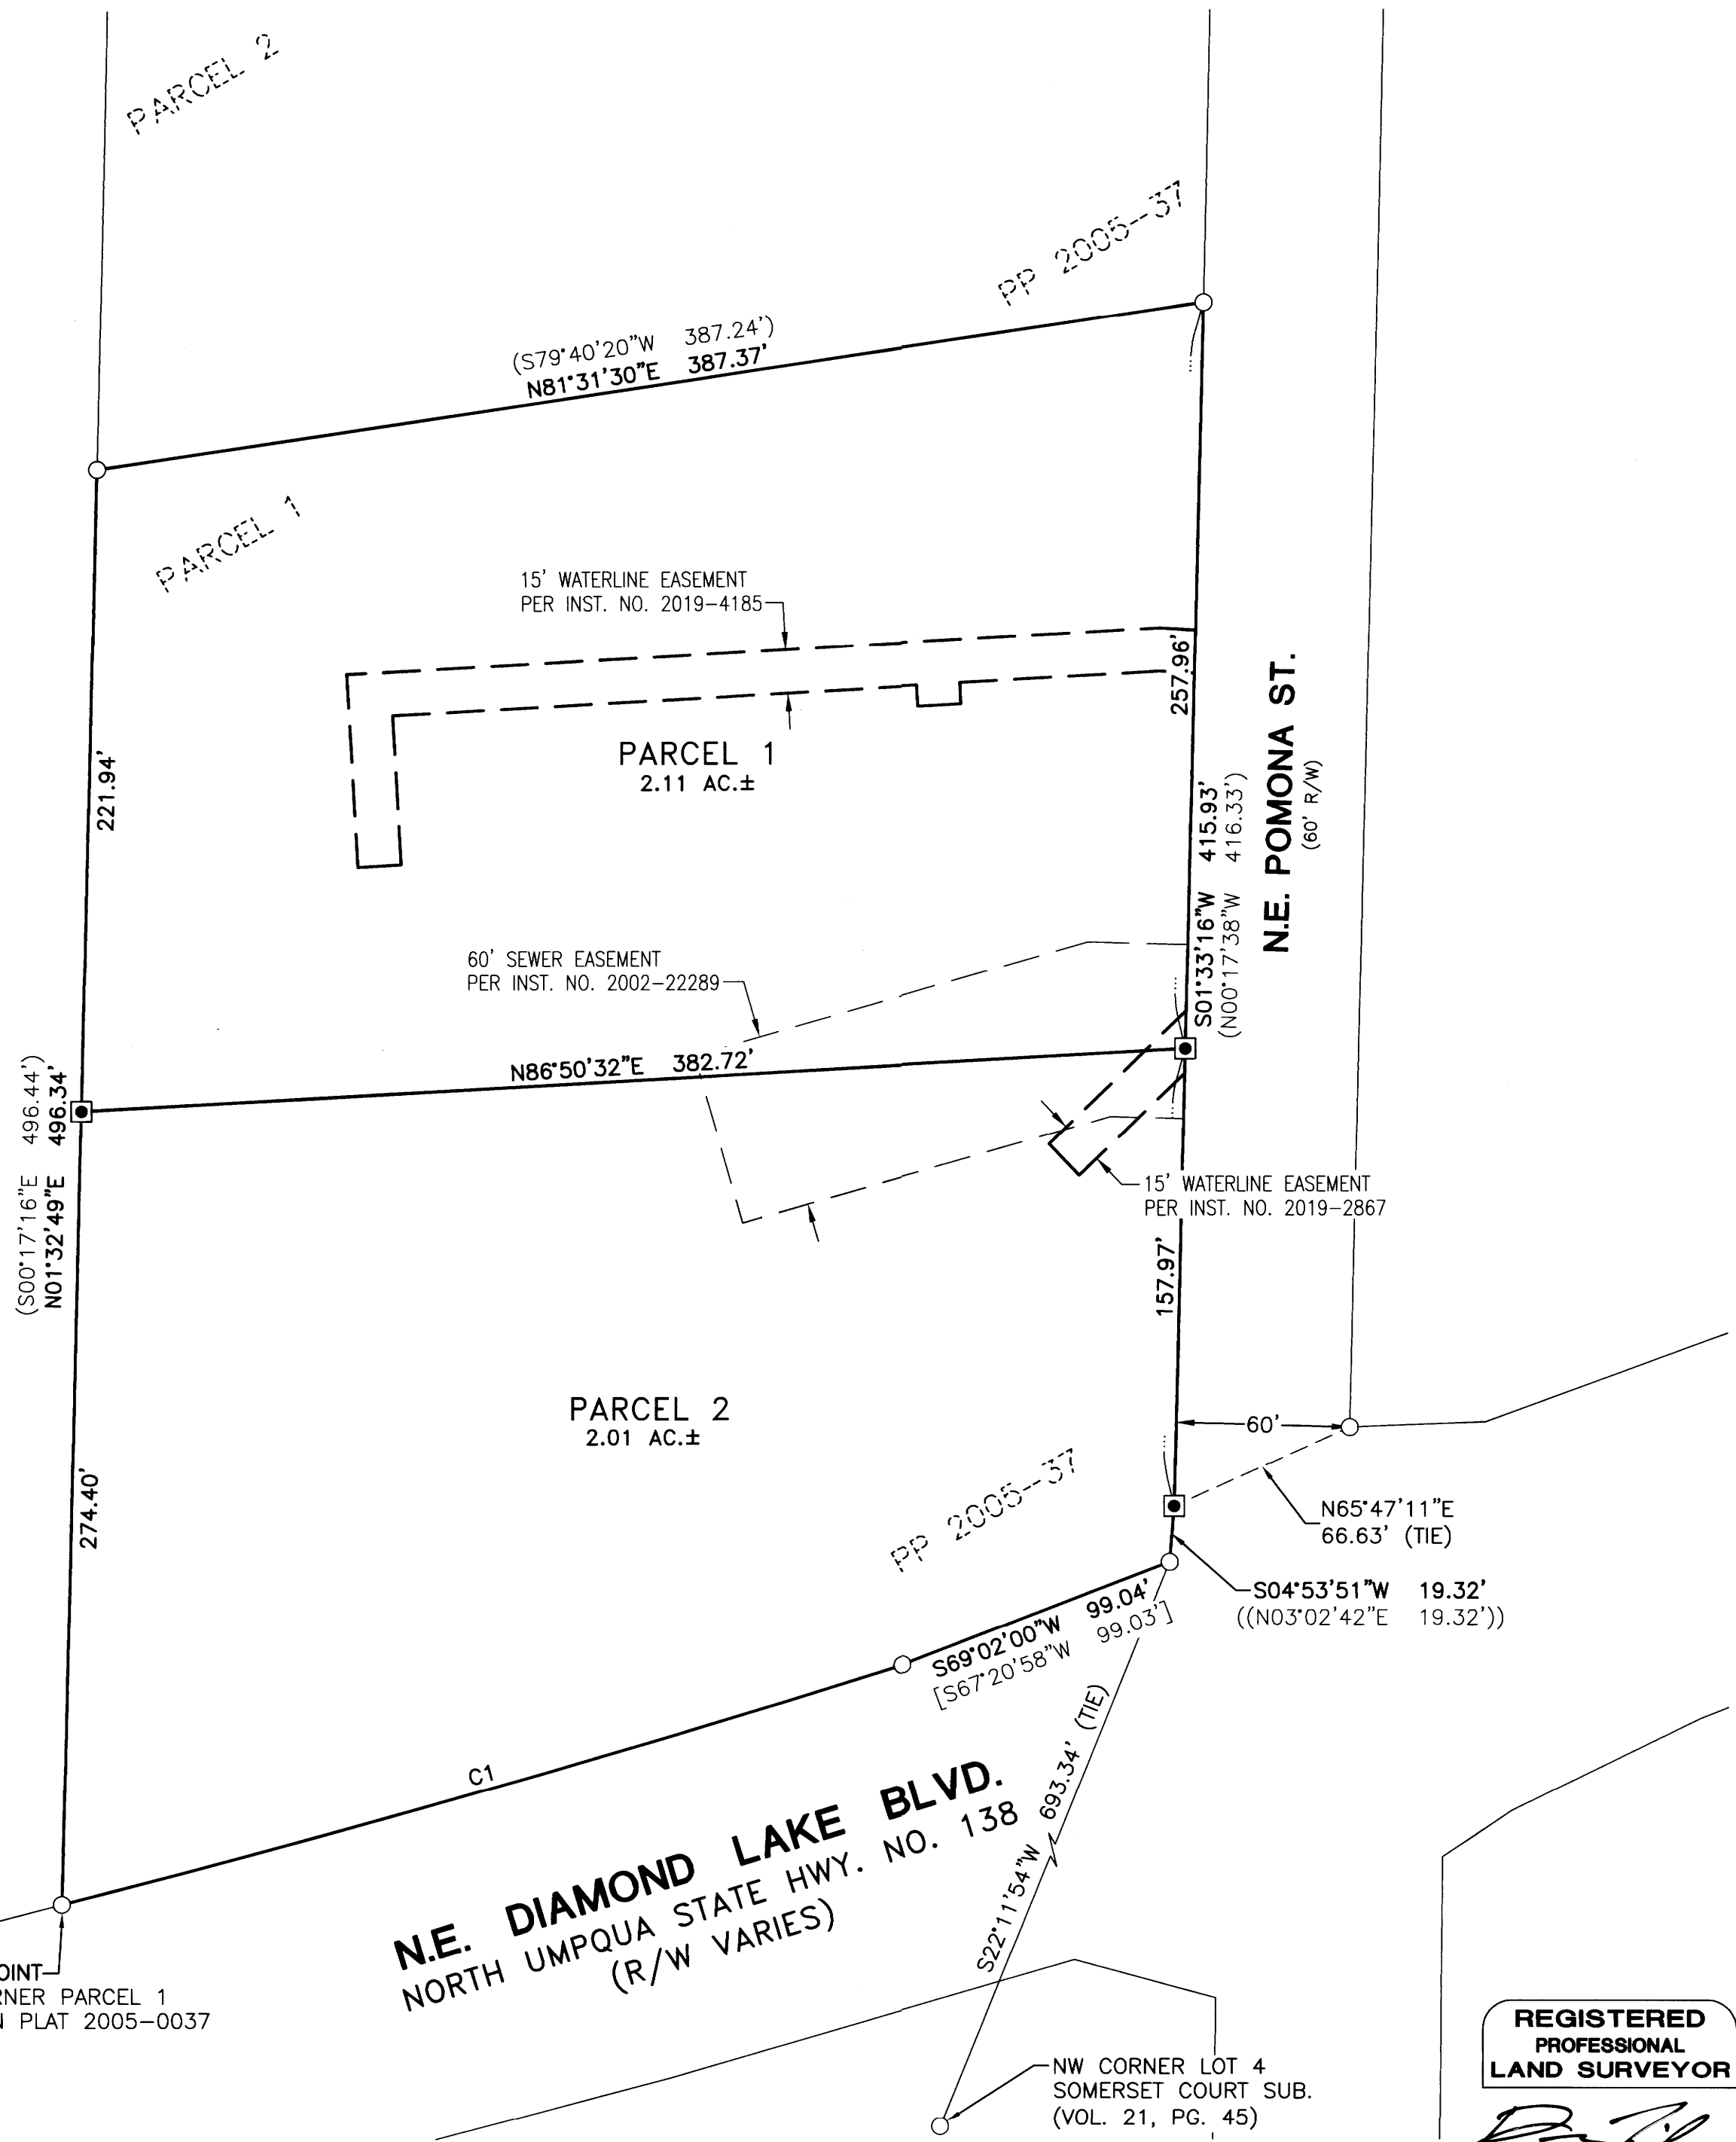 PARCEL 2
PP 2005-37
(S79°40'20"W 387.24')
N81°31'30"E 387.37'
PARCEL 1
15' WATERLINE EASEMENT
PER INST. NO. 2019-4185
257.96'
N.E. POMONA ST.
(60' R/W)
221.94'
PARCEL 1
2.11 AC.±
S01°33'16"W 415.93'
(N00°17'38"W 416.33')
60' SEWER EASEMENT
PER INST. NO. 2002-22289
N86°50'32"E 382.72'
(S00°17'16"E 496.44')
N01°32'49"E 496.34'
15' WATERLINE EASEMENT
PER INST. NO. 2019-2867
157.97'
PARCEL 2
2.01 AC.±
60'
274.40'
PP 2005-37
N65°47'11"E
66.63' (TIE)
S04°53'51"W 19.32'
((N03°02'42"E 19.32'))
S69°02'00"W 99.04'
[S67°20'58"W 99.03']
C1
S22°11'54"W 693.34' (TIE)
N.E. DIAMOND LAKE BLVD.
NORTH UMPQUA STATE HWY. NO. 138
(R/W VARIES)
OINT
RNER PARCEL 1
N PLAT 2005-0037
NW CORNER LOT 4
SOMERSET COURT SUB.
(VOL. 21, PG. 45)
REGISTERED
PROFESSIONAL
LAND SURVEYOR